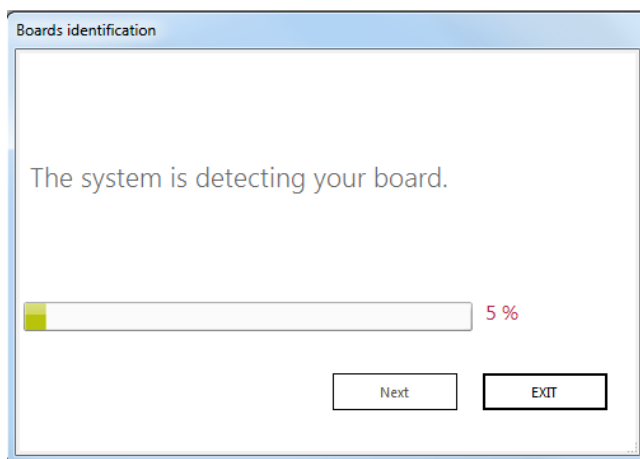 Boards identification
The system is detecting your board.
5 %
Next
EXIT